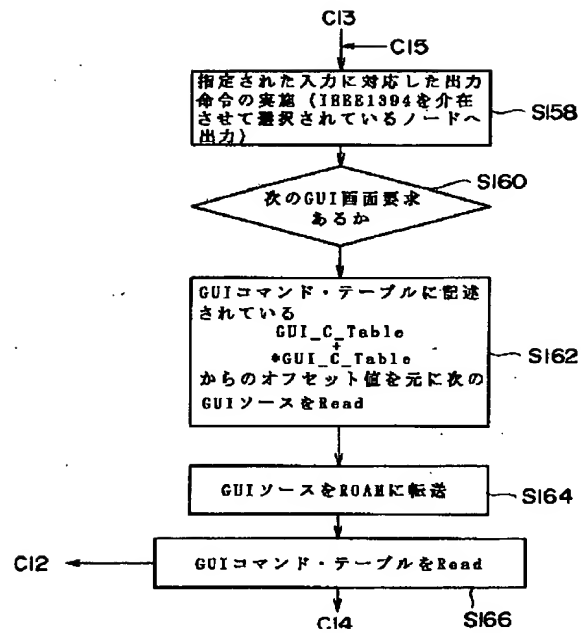 C13
C15
指定された入力に対応した出力
命令の実施(IEEE1394を介在
させて選択されているノードへ
出力)
S158
S160
次のGUI画面要求
あるか
GUIコマンド・テーブルに記述
されている
GUI_C_Table
+
*GUI_C_Table
からのオフセット値を元に次の
GUIソースをRead
S162
GUIソースをROAMに転送
S164
C12
GUIコマンド・テーブルをRead
S166
C14